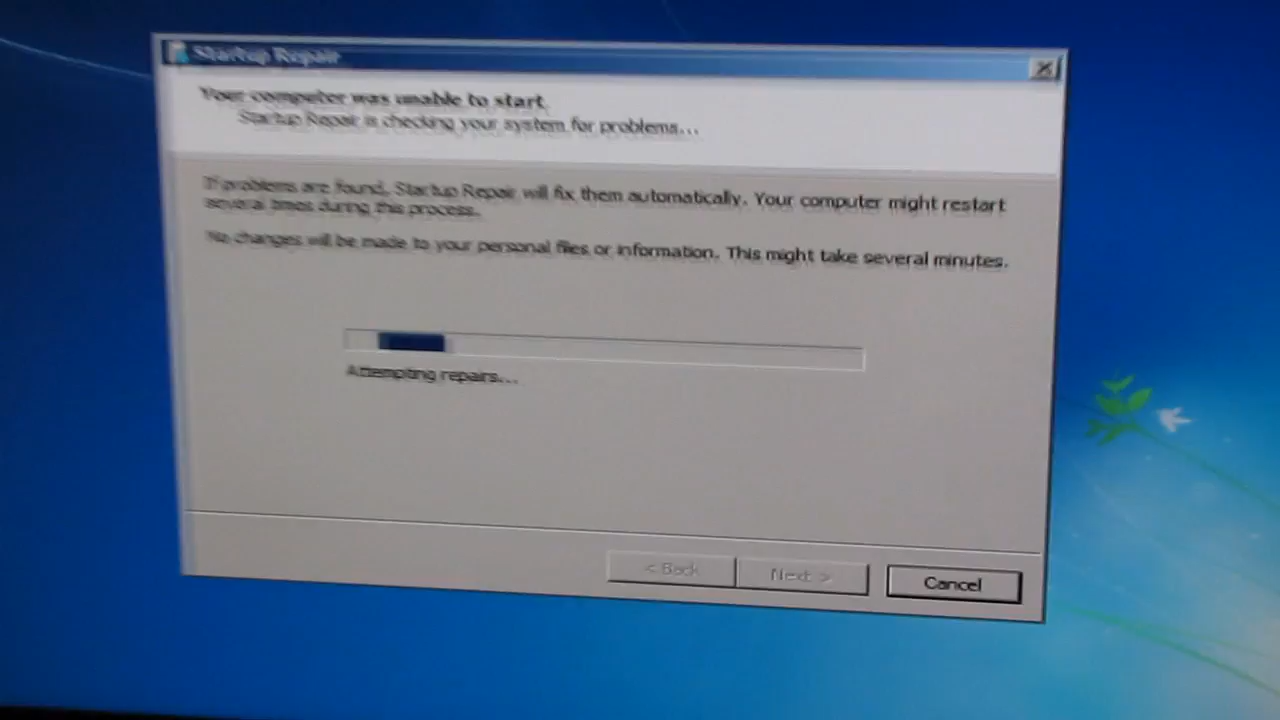 Startup Repair
Your computer was unable to start
Startup Repair is checking your system for problems...
If problems are found, Startup Repair will fix them automatically. Your computer might restart
several times during this process.
No changes will be made to your personal files or information. This might take several minutes.
Attempting repairs...
< Back
Next >
Cancel